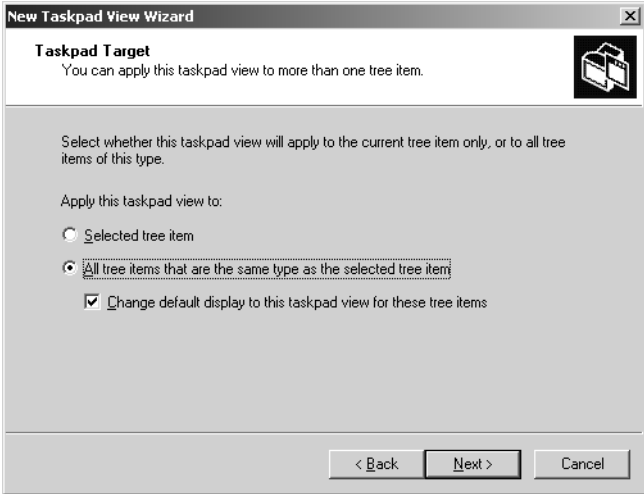 New Taskpad View Wizard
Taskpad Target
You can apply this taskpad view to more than one tree item.
Select whether this taskpad view will apply to the current tree item only, or to all tree
items of this type.
Apply this taskpad view to:
Selected tree item
All tree items that are the same type as the selected tree item
Change default display to this taskpad view for these tree items
< Back Next > Cancel